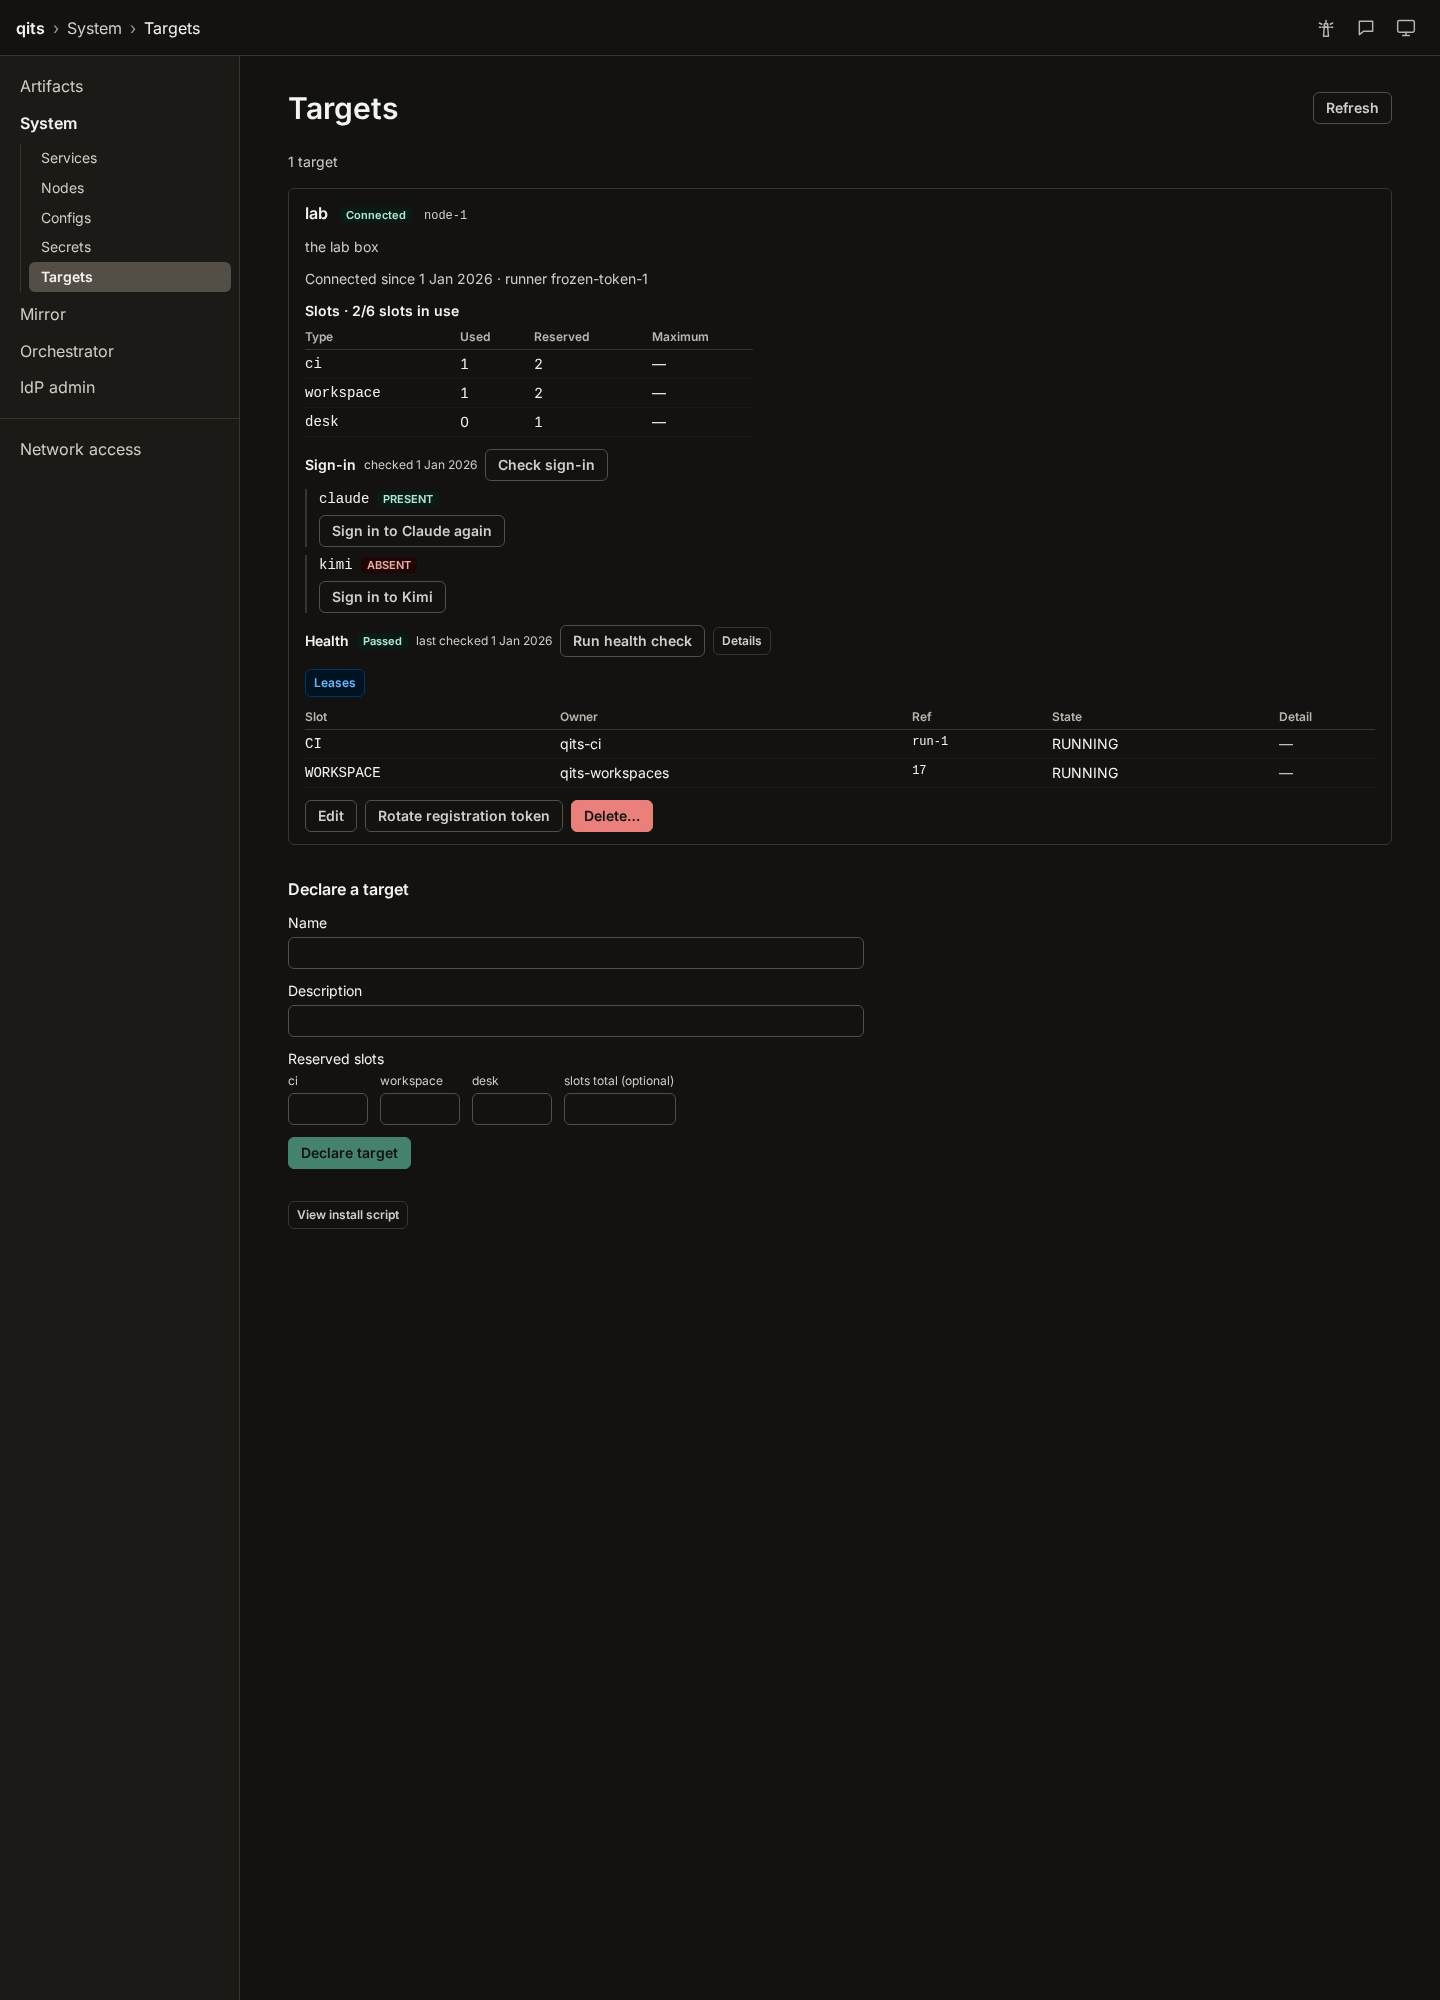 qits › System › Targets
Artifacts
System
Services
Nodes
Configs
Secrets
Targets
Mirror
Orchestrator
IdP admin
Network access
Targets
Refresh
1 target
lab Connected node-1
the lab box
Connected since 1 Jan 2026 · runner frozen-token-1
Slots · 2/6 slots in use
Type Used Reserved Maximum
ci 1 2 —
workspace 1 2 —
desk 0 1 —
Sign-in checked 1 Jan 2026 Check sign-in
claude PRESENT
Sign in to Claude again
kimi ABSENT
Sign in to Kimi
Health Passed last checked 1 Jan 2026 Run health check Details
Leases
Slot Owner Ref State Detail
CI qits-ci run-1 RUNNING —
WORKSPACE qits-workspaces 17 RUNNING —
Edit Rotate registration token Delete…
Declare a target
Name
Description
Reserved slots
ci workspace desk slots total (optional)
Declare target
View install script